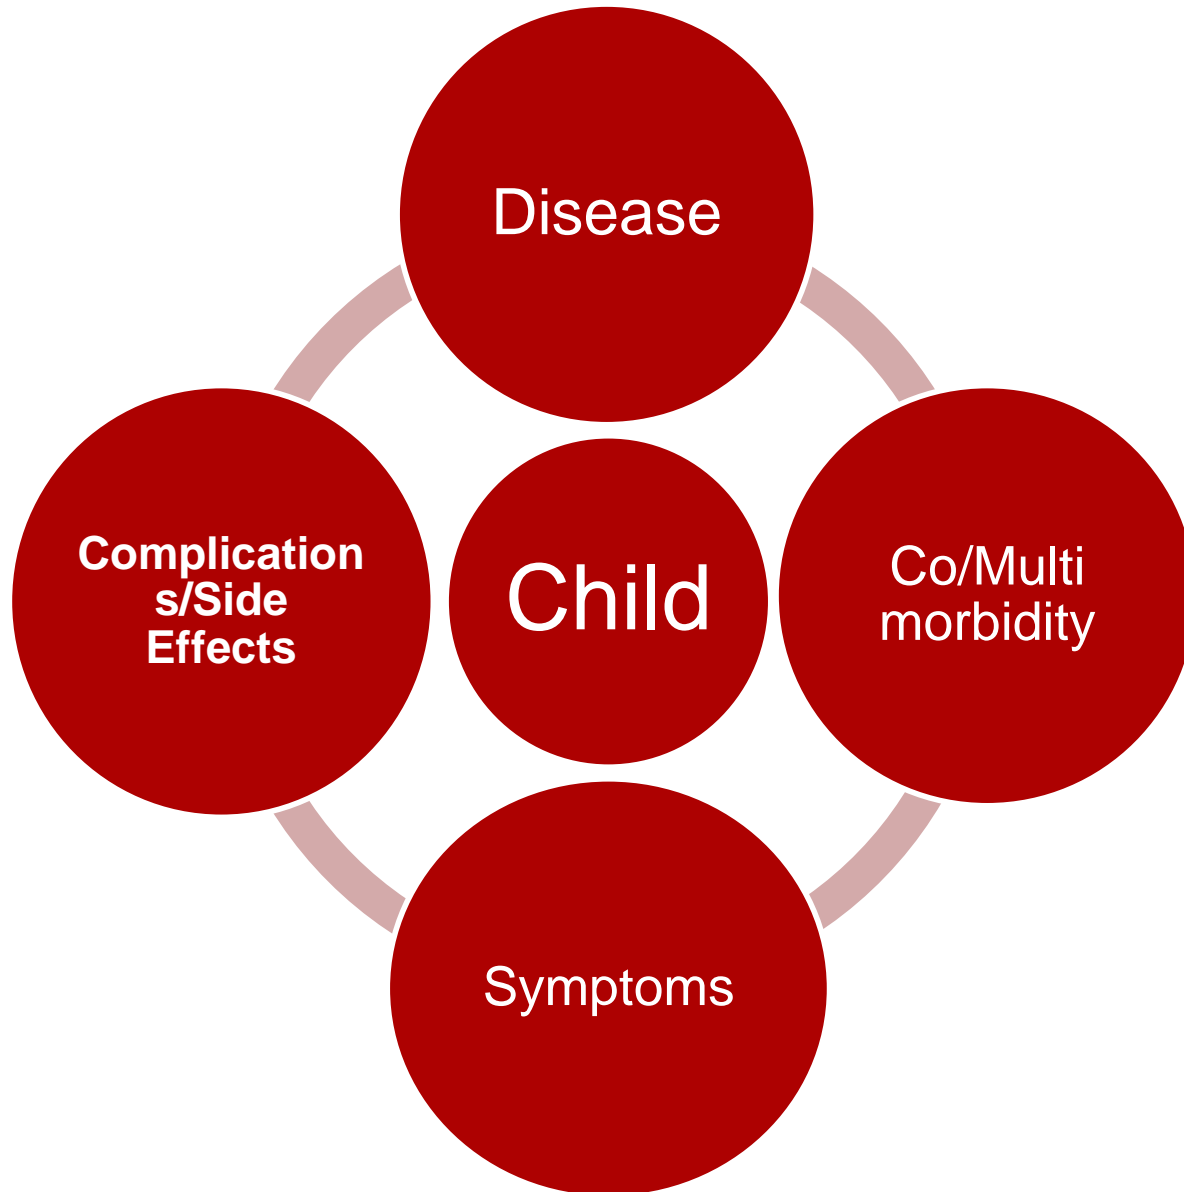 Disease
Complication
s/Side
Effects
Child
Co/Multi
morbidity
Symptoms